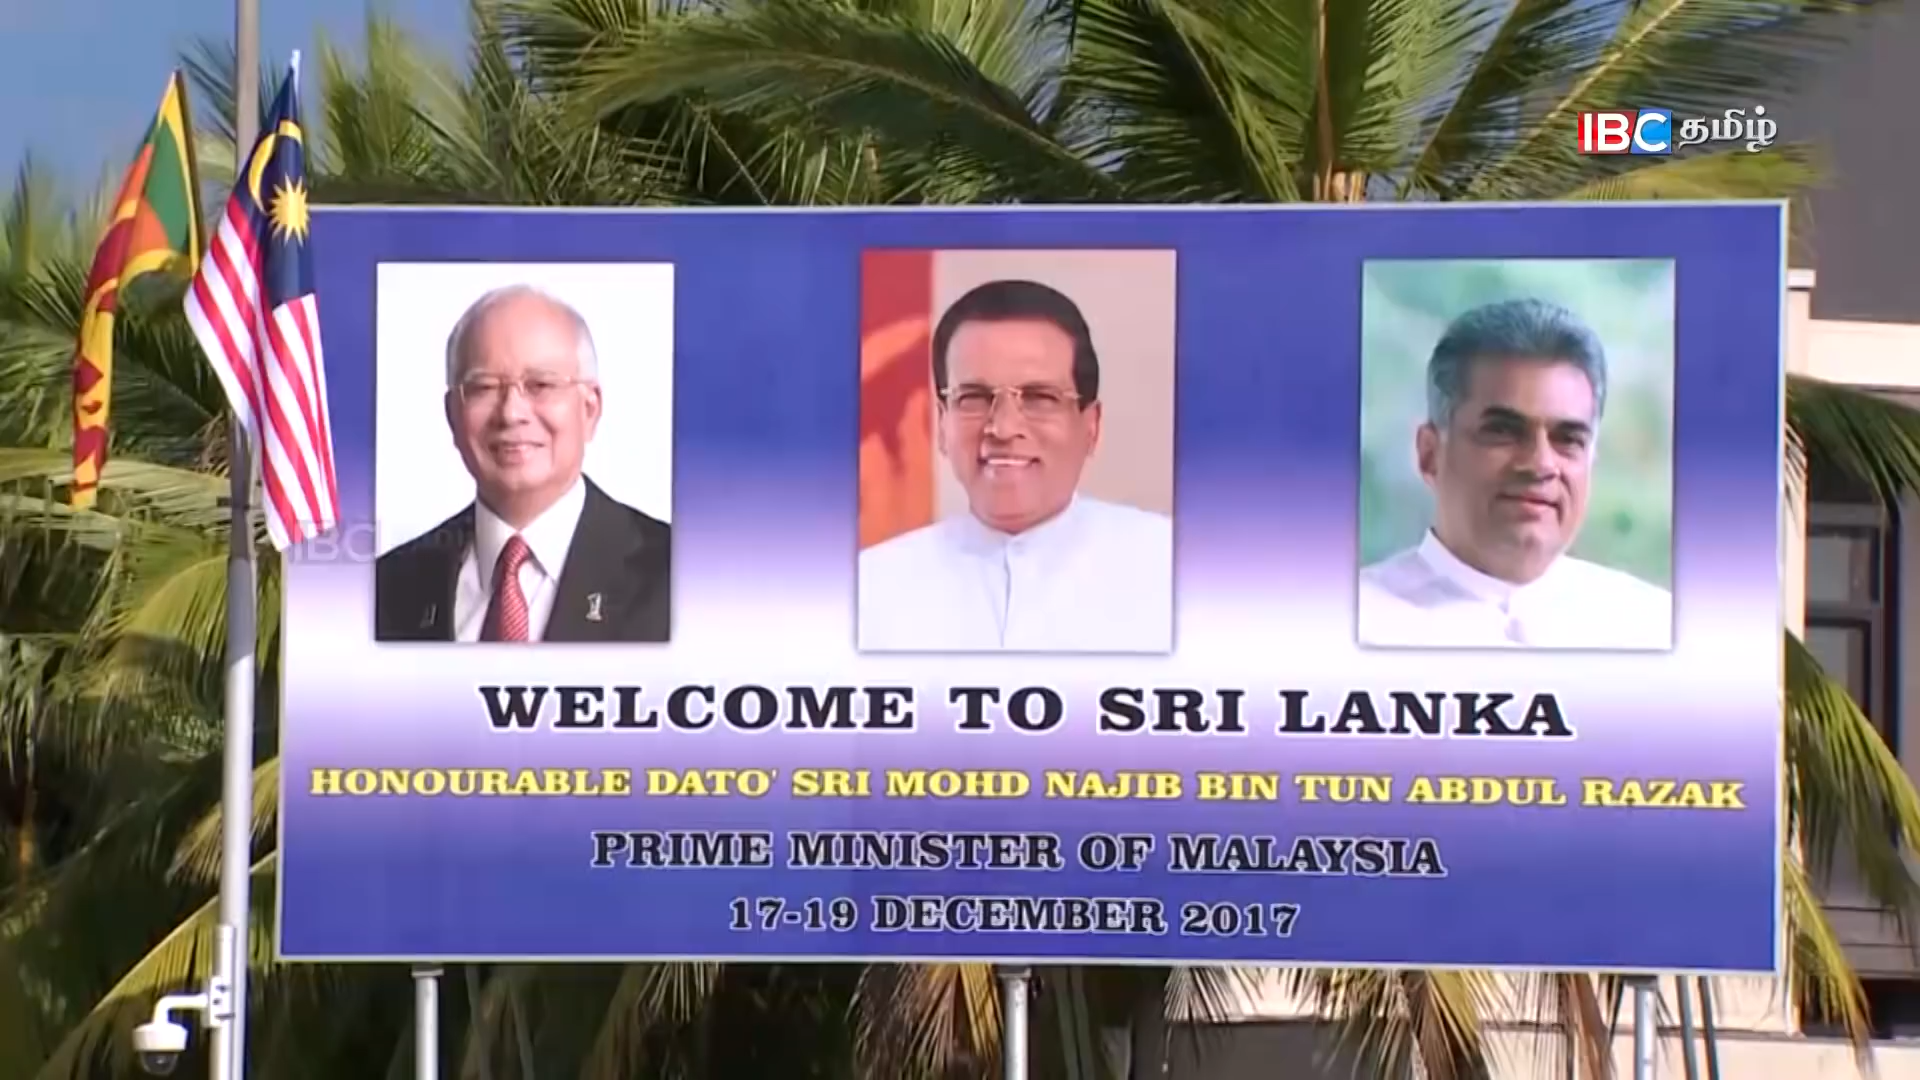 IBC தமிழ்
IBC
WELCOME TO SRI LANKA
HONOURABLE DATO' SRI MOHD NAJIB BIN TUN ABDUL RAZAK
PRIME MINISTER OF MALAYSIA
17-19 DECEMBER 2017